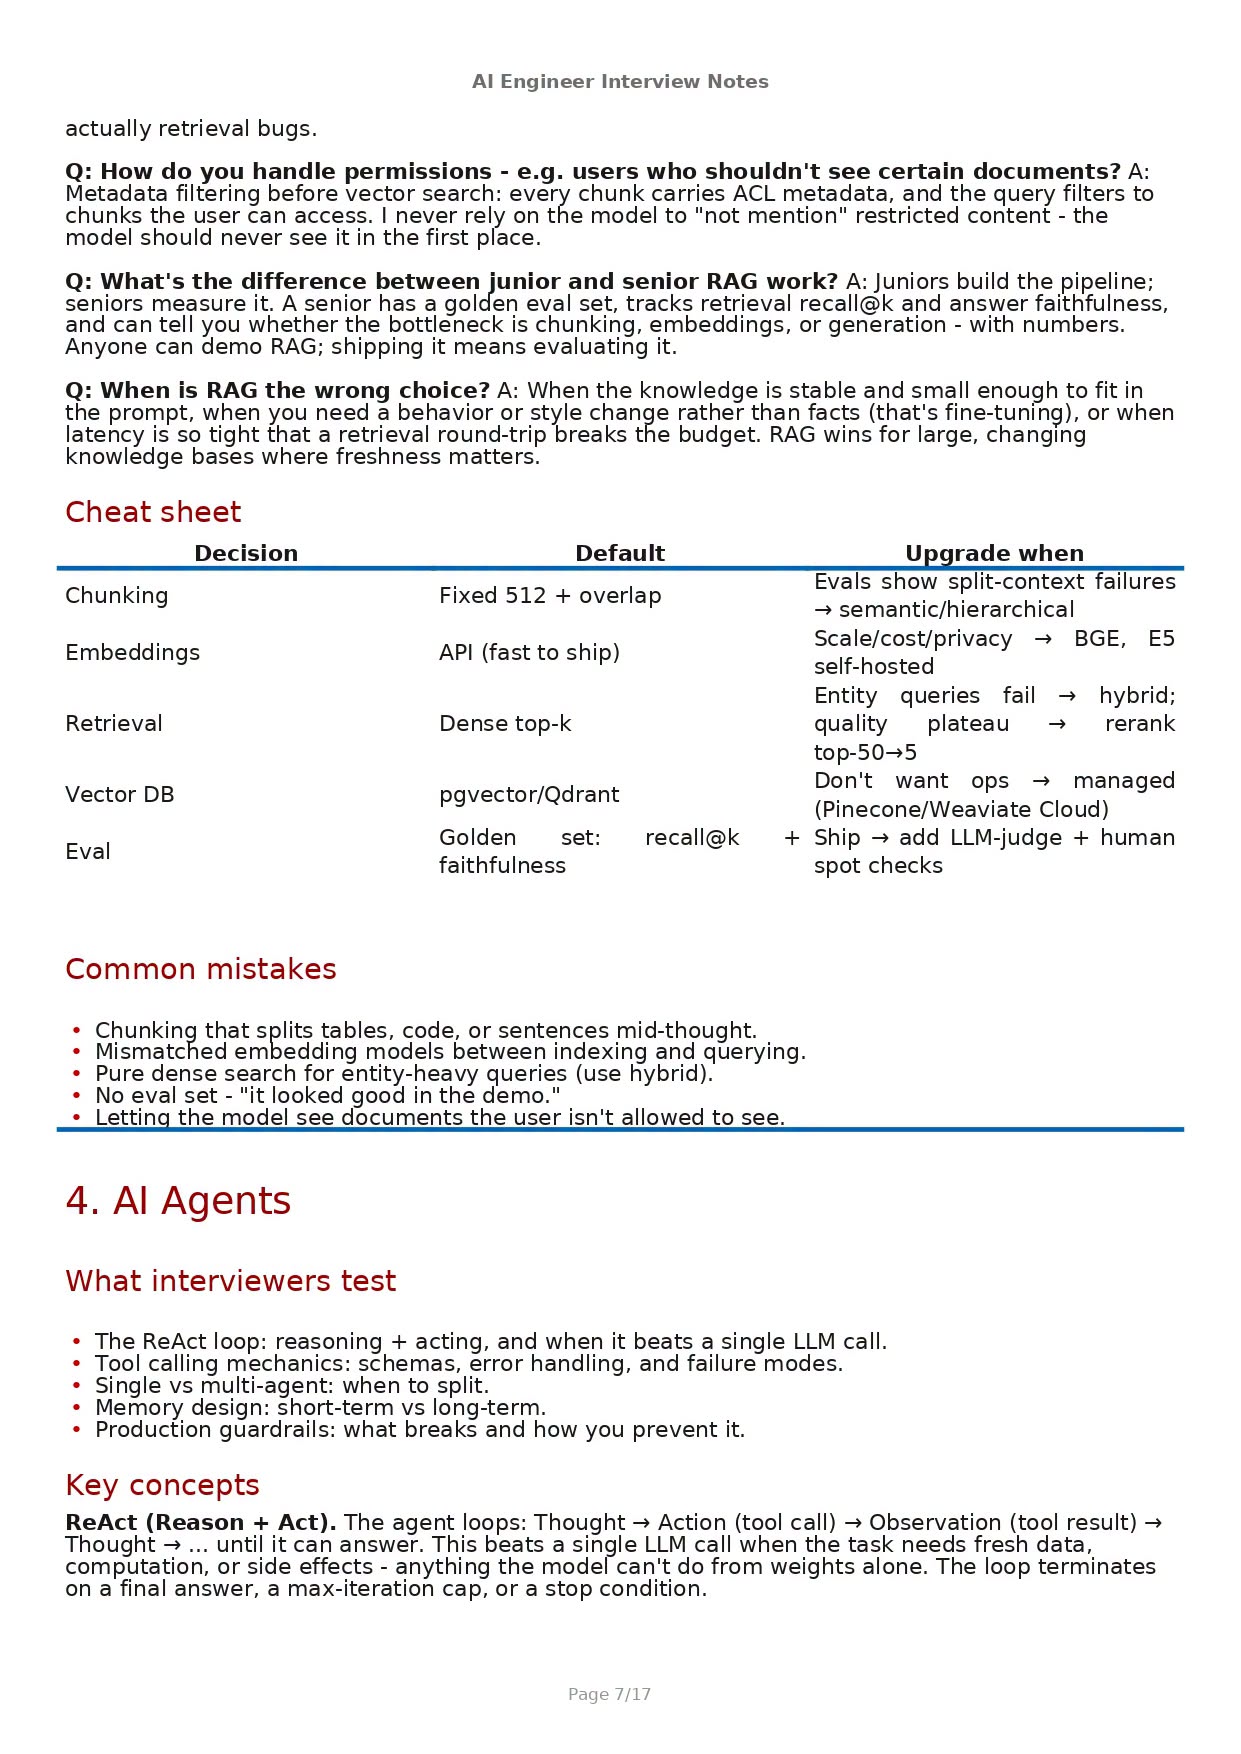 AI Engineer Interview Notes
actually retrieval bugs.
Q: How do you handle permissions - e.g. users who shouldn't see certain documents? A:
Metadata filtering before vector search: every chunk carries ACL metadata, and the query filters to
chunks the user can access. I never rely on the model to "not mention" restricted content - the
model should never see it in the first place.
Q: What's the difference between junior and senior RAG work? A: Juniors build the pipeline;
seniors measure it. A senior has a golden eval set, tracks retrieval recall@k and answer faithfulness,
and can tell you whether the bottleneck is chunking, embeddings, or generation - with numbers.
Anyone can demo RAG; shipping it means evaluating it.
Q: When is RAG the wrong choice? A: When the knowledge is stable and small enough to fit in
the prompt, when you need a behavior or style change rather than facts (that's fine-tuning), or when
latency is so tight that a retrieval round-trip breaks the budget. RAG wins for large, changing
knowledge bases where freshness matters.
Cheat sheet
Decision Default Upgrade when
Chunking Fixed 512 + overlap Evals show split-context failures
→ semantic/hierarchical
Embeddings API (fast to ship) Scale/cost/privacy → BGE, E5
self-hosted
Retrieval Dense top-k Entity queries fail → hybrid;
quality plateau → rerank
top-50→5
Vector DB pgvector/Qdrant Don't want ops → managed
(Pinecone/Weaviate Cloud)
Eval Golden set: recall@k + faithfulness Ship → add LLM-judge + human
spot checks
Common mistakes
• Chunking that splits tables, code, or sentences mid-thought.
• Mismatched embedding models between indexing and querying.
• Pure dense search for entity-heavy queries (use hybrid).
• No eval set - "it looked good in the demo."
• Letting the model see documents the user isn't allowed to see.
4. AI Agents
What interviewers test
• The ReAct loop: reasoning + acting, and when it beats a single LLM call.
• Tool calling mechanics: schemas, error handling, and failure modes.
• Single vs multi-agent: when to split.
• Memory design: short-term vs long-term.
• Production guardrails: what breaks and how you prevent it.
Key concepts
ReAct (Reason + Act). The agent loops: Thought → Action (tool call) → Observation (tool result) →
Thought → ... until it can answer. This beats a single LLM call when the task needs fresh data,
computation, or side effects - anything the model can't do from weights alone. The loop terminates
on a final answer, a max-iteration cap, or a stop condition.
Page 7/17